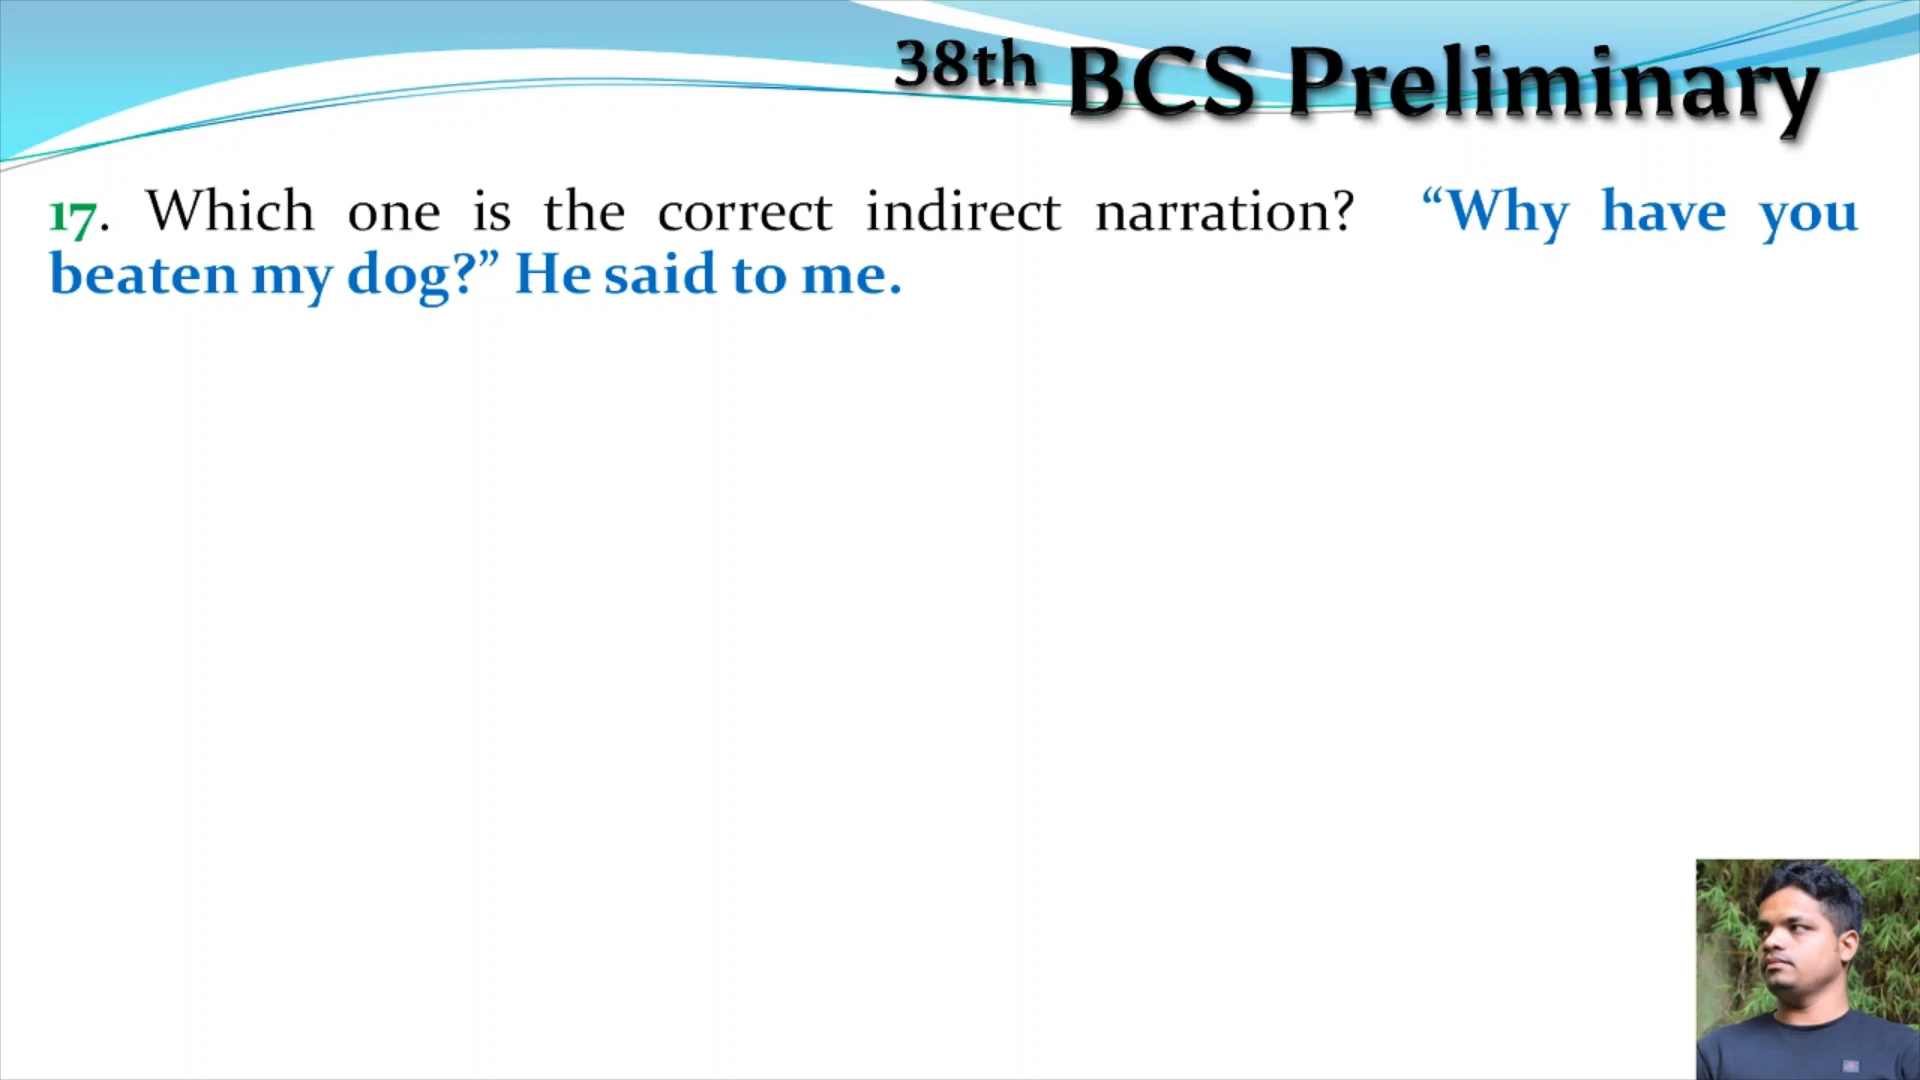 38th BCS Preliminary
17. Which one is the correct indirect narration? “Why have you
beaten my dog?” He said to me.